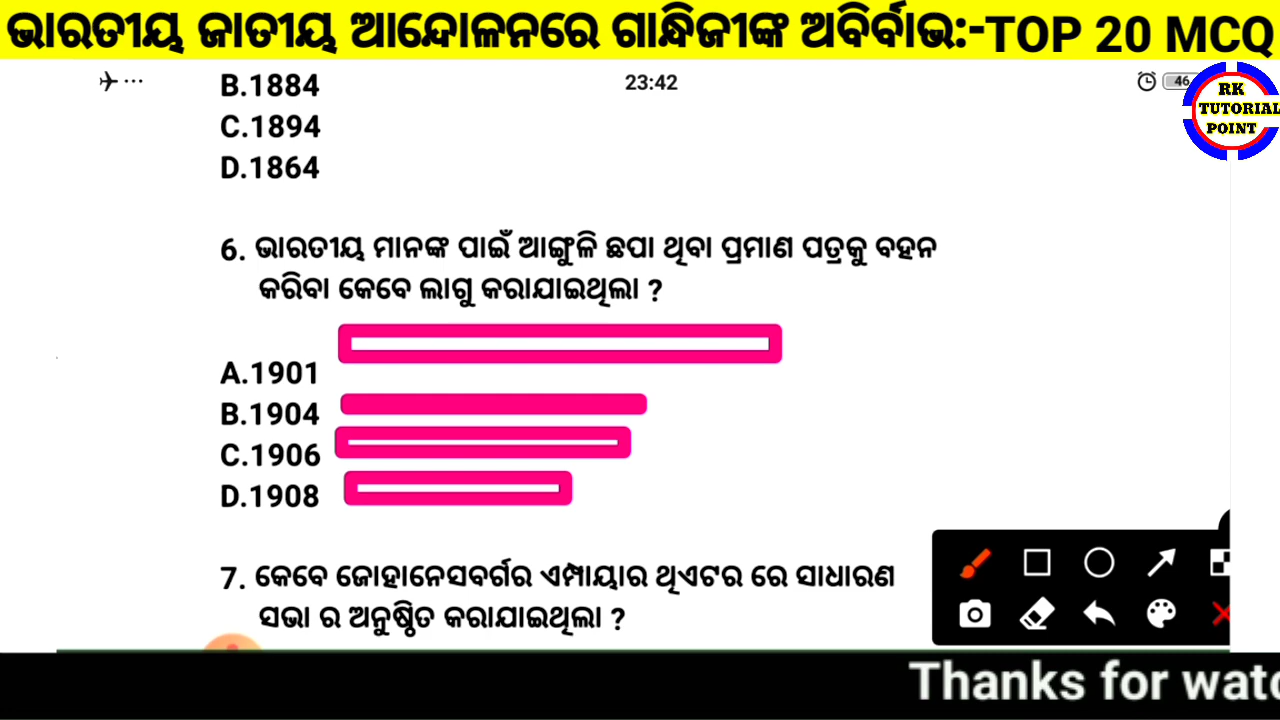 ଭାରତୀୟ ଜାତୀୟ ଆନ୍ଦୋଳନରେ ଗାନ୍ଧିଜୀଙ୍କ ଅବିର୍ବାଭ:-TOP 20 MCQ
23:42
46
RK
TUTORIAL
POINT
B.1884
C.1894
D.1864
6. ଭାରତୀୟ ମାନଙ୍କ ପାଇଁ ଆଙ୍ଗୁଳି ଛପା ଥିବା ପ୍ରମାଣ ପତ୍ରକୁ ବହନ
କରିବା କେବେ ଲାଗୁ କରାଯାଇଥିଲା ?
A.1901
B.1904
C.1906
D.1908
7. କେବେ ଜୋହାନେସବର୍ଗର ଏମ୍ପାୟାର ଥିଏଟର ରେ ସାଧାରଣ
ସଭା ର ଅନୁଷ୍ଠିତ କରାଯାଇଥିଲା ?
Thanks for watc